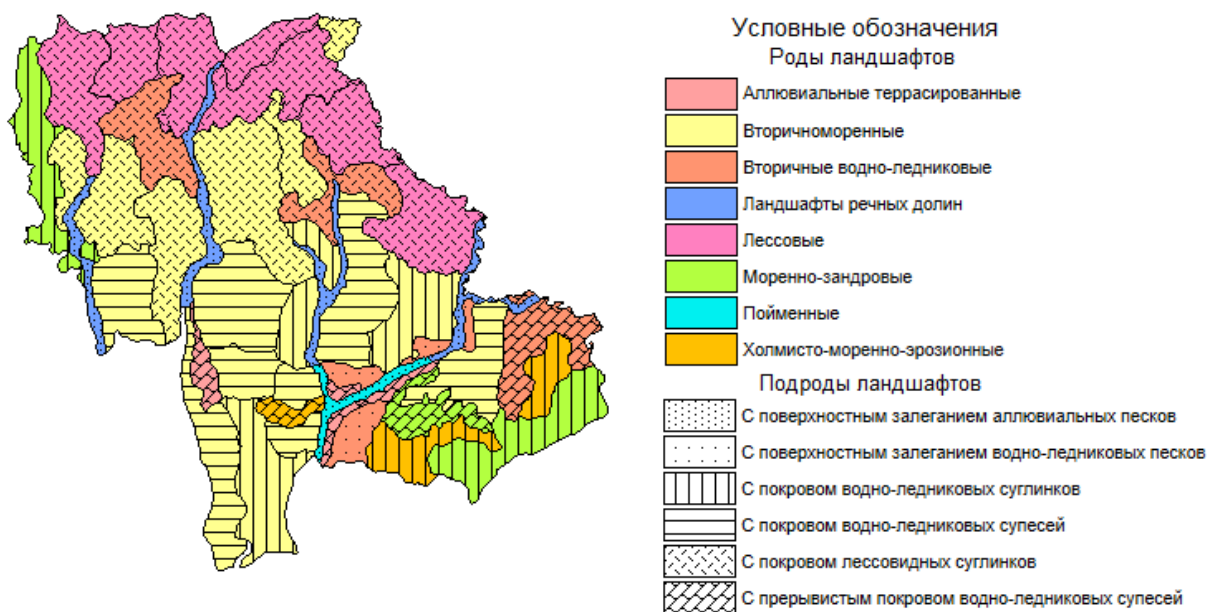 Условные обозначения
Роды ландшафтов
Аллювиальные террасированные
Вторичноморенные
Вторичные водно-ледниковые
Ландшафты речных долин
Лессовые
Моренно-зандровые
Пойменные
Холмисто-моренно-эрозионные
Подроды ландшафтов
С поверхностным залеганием аллювиальных песков
С поверхностным залеганием водно-ледниковых песков
С покровом водно-ледниковых суглинков
С покровом водно-ледниковых супесей
С покровом лессовидных суглинков
С прерывистым покровом водно-ледниковых супесей